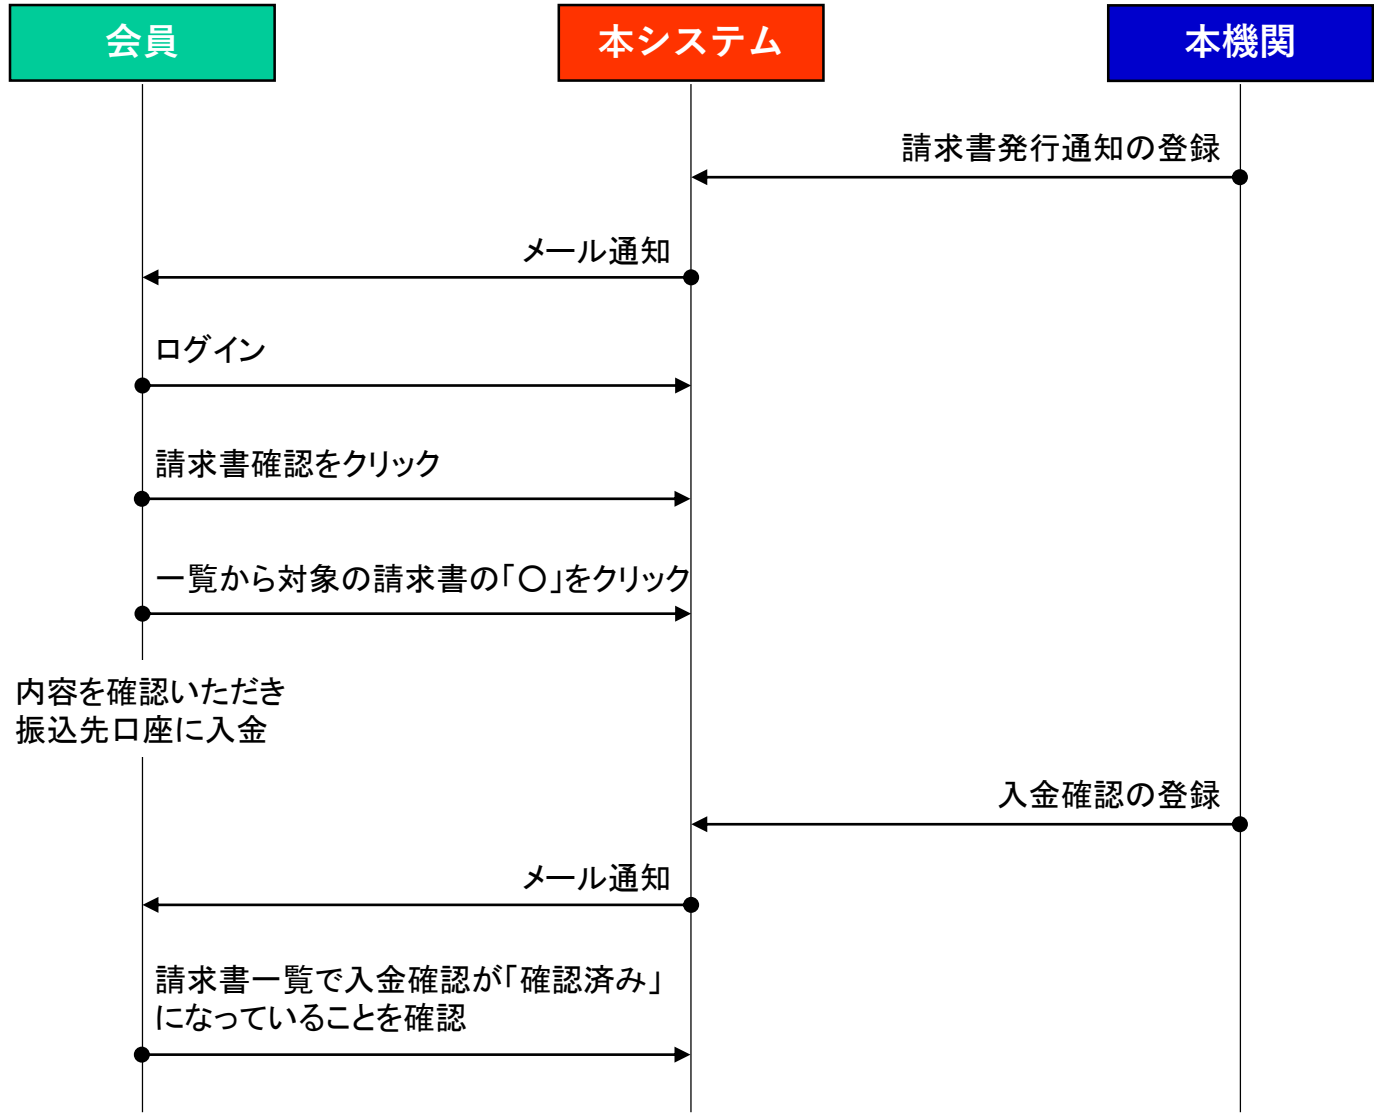 会員
本システム
本機関
請求書発行通知の登録
メール通知
ログイン
請求書確認をクリック
一覧から対象の請求書の「〇」をクリック
内容を確認いただき
振込先口座に入金
入金確認の登録
メール通知
請求書一覧で入金確認が「確認済み」
になっていることを確認